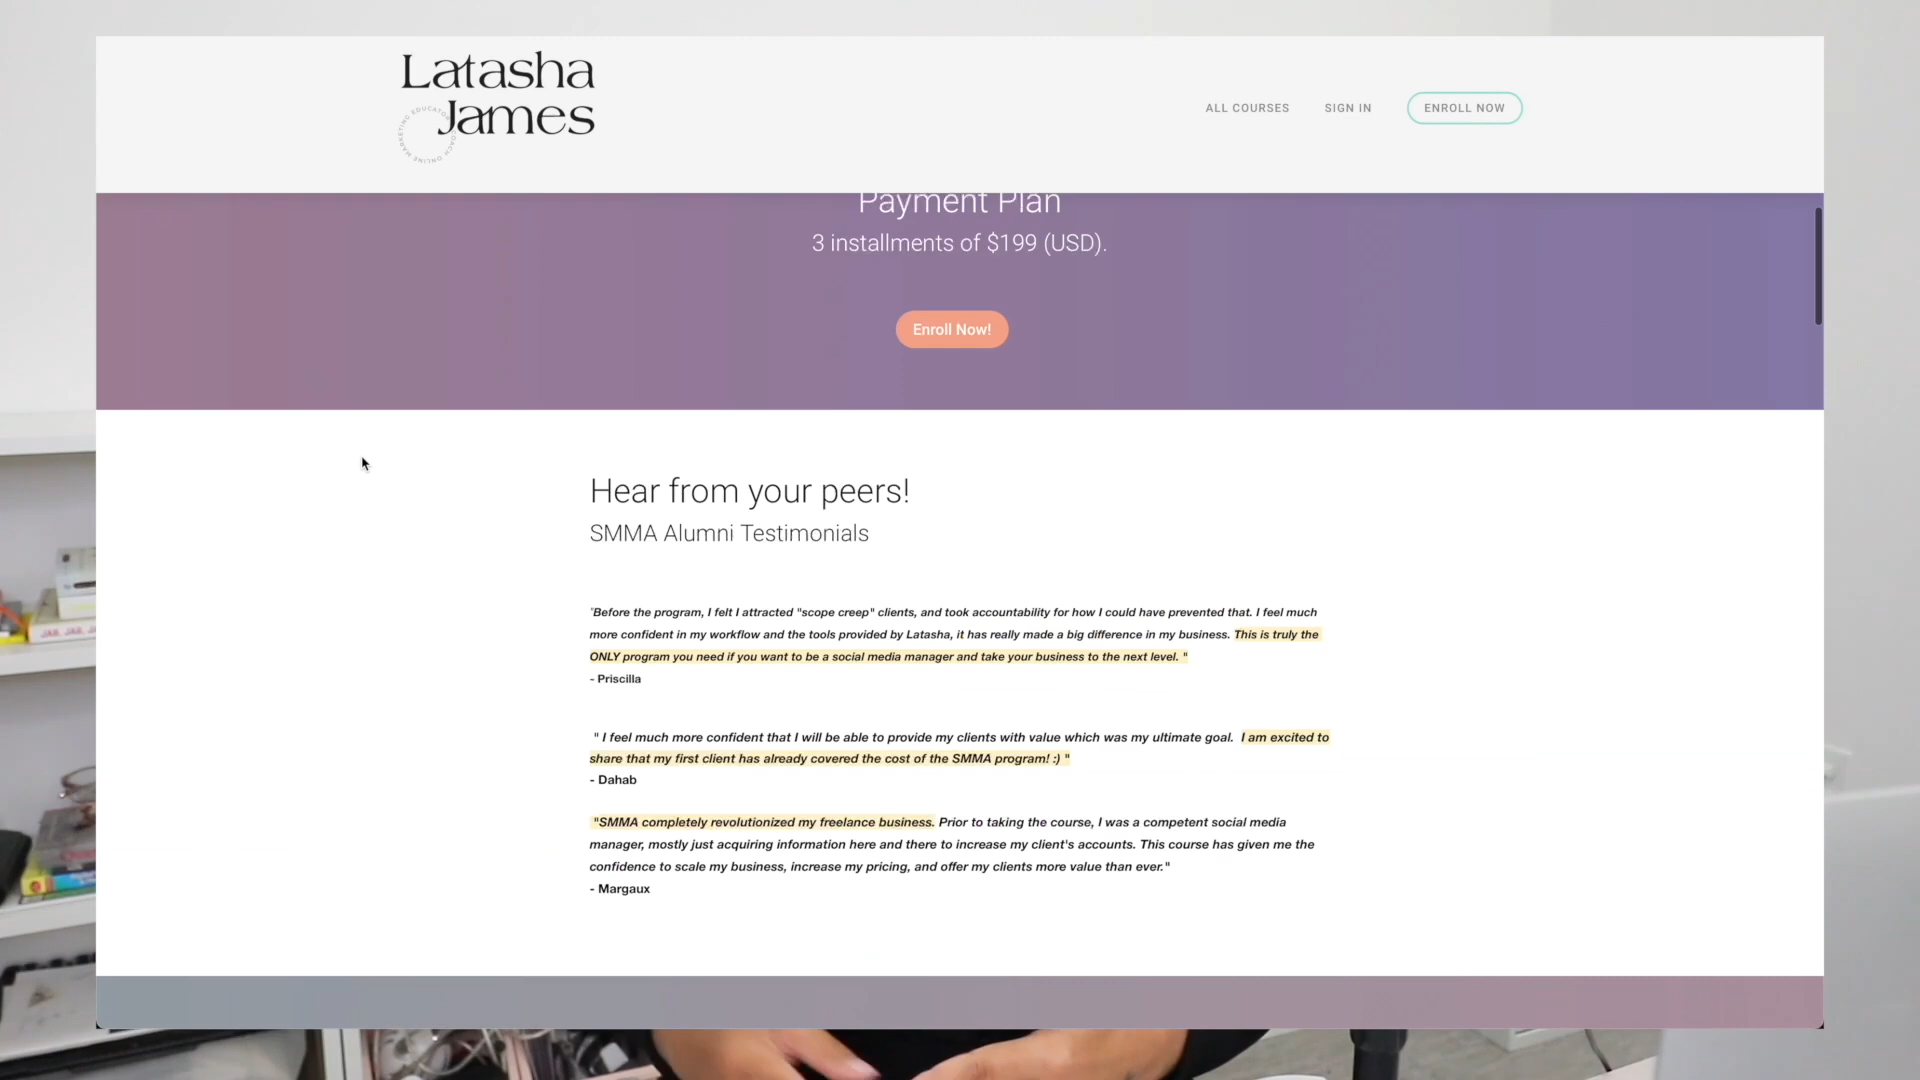 Latasha
James
MARKETING EDUCATOR
COACH ONLINE
ALL COURSES
SIGN IN
ENROLL NOW
Payment Plan
3 installments of $199 (USD).
Enroll Now!
Hear from your peers!
SMMA Alumni Testimonials
"Before the program, I felt I attracted "scope creep" clients, and took accountability for how I could have prevented that. I feel much
more confident in my workflow and the tools provided by Latasha, it has really made a big difference in my business. This is truly the
ONLY program you need if you want to be a social media manager and take your business to the next level. "
- Priscilla
" I feel much more confident that I will be able to provide my clients with value which was my ultimate goal. I am excited to
share that my first client has already covered the cost of the SMMA program! :) "
- Dahab
"SMMA completely revolutionized my freelance business. Prior to taking the course, I was a competent social media
manager, mostly just acquiring information here and there to increase my client's accounts. This course has given me the
confidence to scale my business, increase my pricing, and offer my clients more value than ever."
- Margaux
JAB, JAB, J